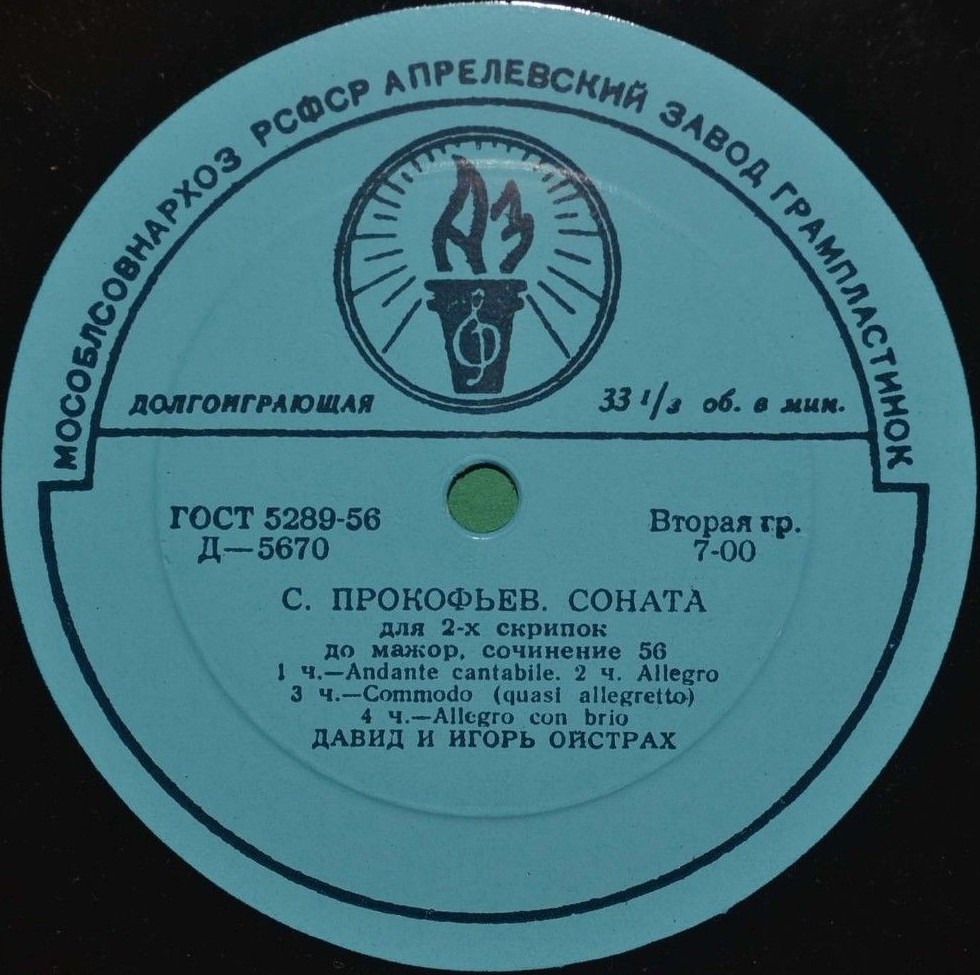 МОСОБЛСОВНАРХОЗ РСФСР АПРЕЛЕВСКИЙ ЗАВОД ГРАМПЛАСТИНОК
АЗ
ДОЛГОИГРАЮЩАЯ
33 1/3 об. в мин.
ГОСТ 5289-56
Вторая гр.
Д—5670
7-00
С. ПРОКОФЬЕВ. СОНАТА
для 2-х скрипок
до мажор, сочинение 56
1 ч.—Andante cantabile. 2 ч. Allegro
3 ч.—Commodo (quasi allegretto)
4 ч.—Allegro con brio
ДАВИД И ИГОРЬ ОЙСТРАХ